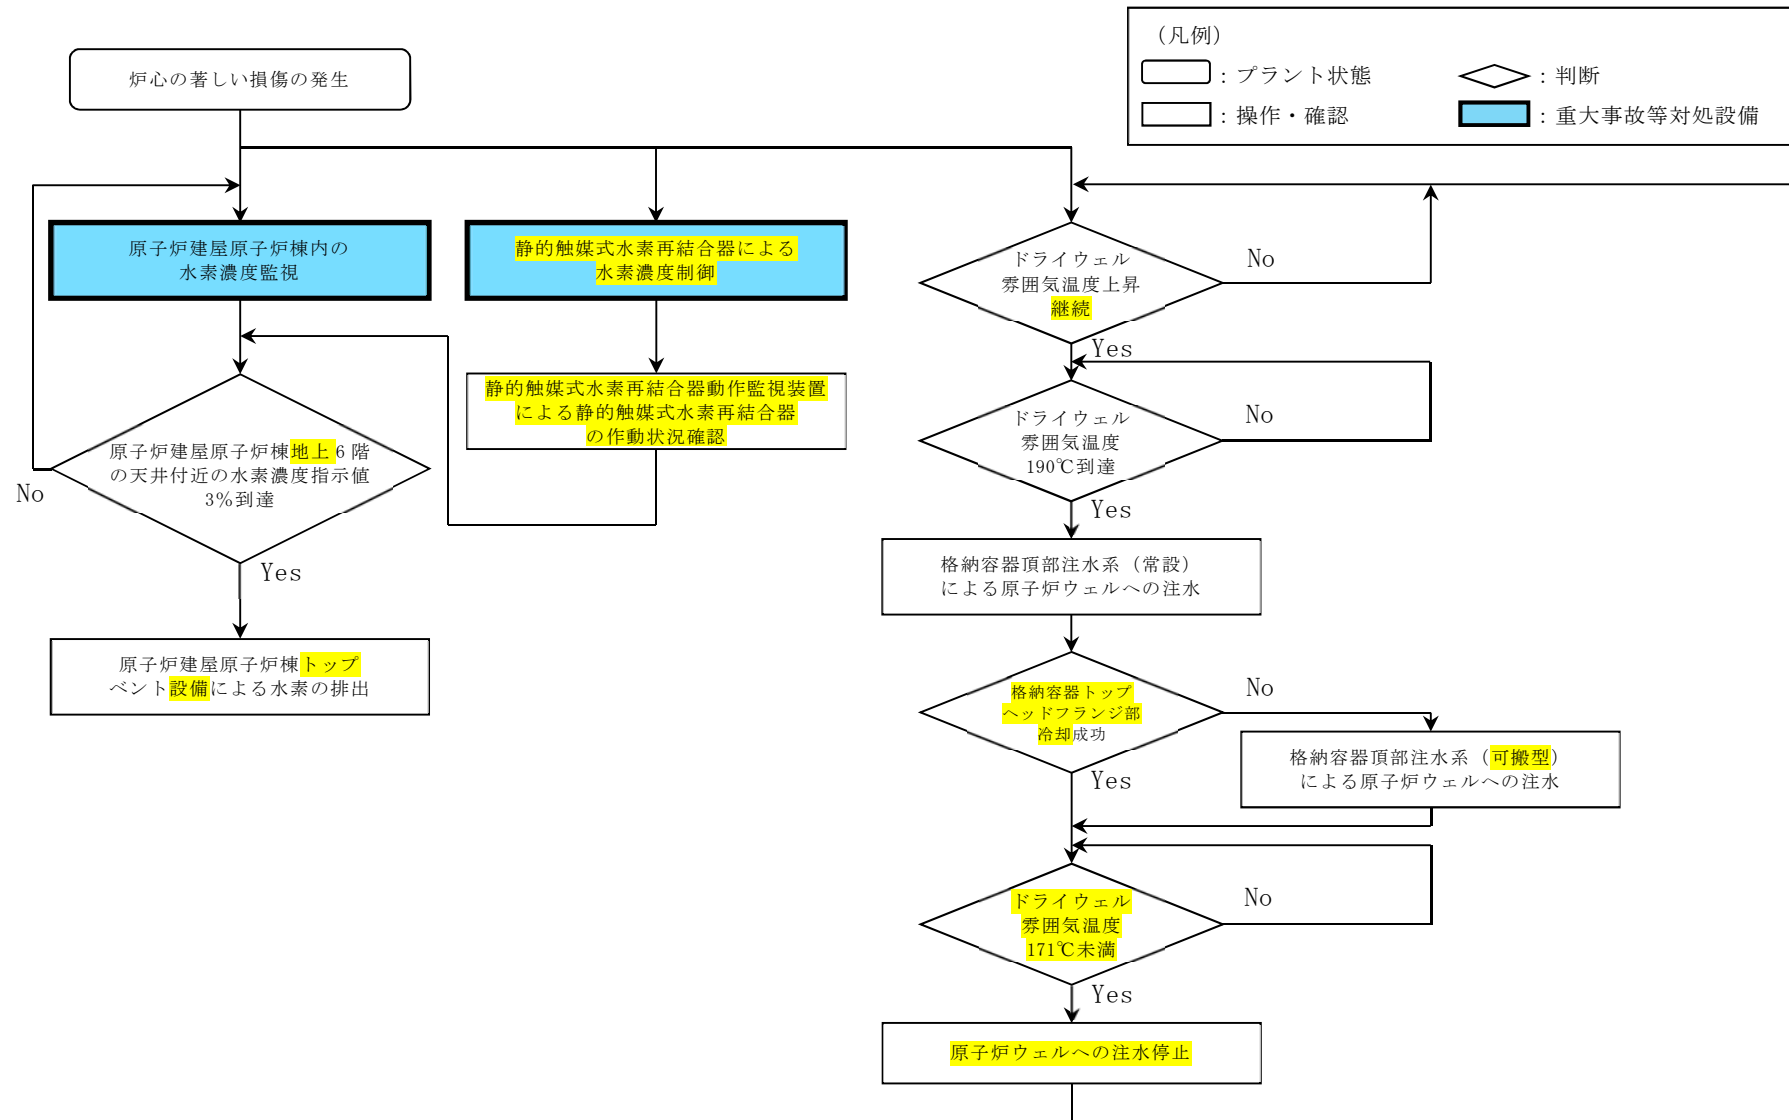 （凡例）
：プラント状態
：判断
：操作・確認
：重大事故等対処設備
炉心の著しい損傷の発生
原子炉建屋原子炉棟内の
水素濃度監視
静的触媒式水素再結合器による
水素濃度制御
静的触媒式水素再結合器動作監視装置
による静的触媒式水素再結合器
の作動状況確認
原子炉建屋原子炉棟地上6階
の天井付近の水素濃度指示値
3％到達
No
Yes
原子炉建屋原子炉棟トップ
ベント設備による水素の排出
ドライウェル
雰囲気温度上昇
継続
No
Yes
ドライウェル
雰囲気温度
190℃到達
No
Yes
格納容器頂部注水系（常設）
による原子炉ウェルへの注水
格納容器トップ
ヘッドフランジ部
冷却成功
No
Yes
格納容器頂部注水系（可搬型）
による原子炉ウェルへの注水
ドライウェル
雰囲気温度
171℃未満
No
Yes
原子炉ウェルへの注水停止